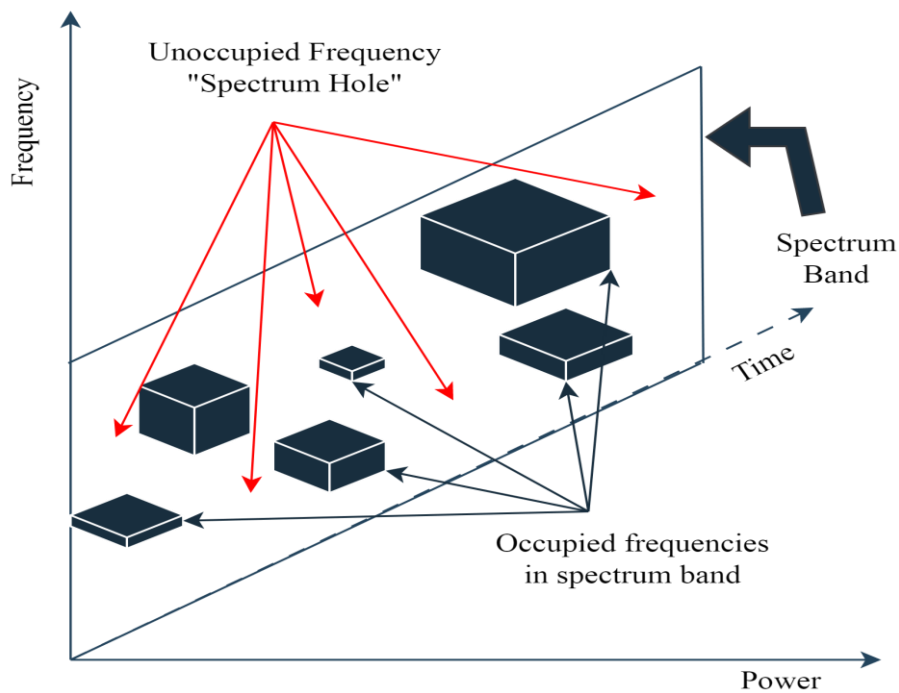 Unoccupied Frequency
"Spectrum Hole"
Frequency
Spectrum
Band
Time
Occupied frequencies
in spectrum band
Power